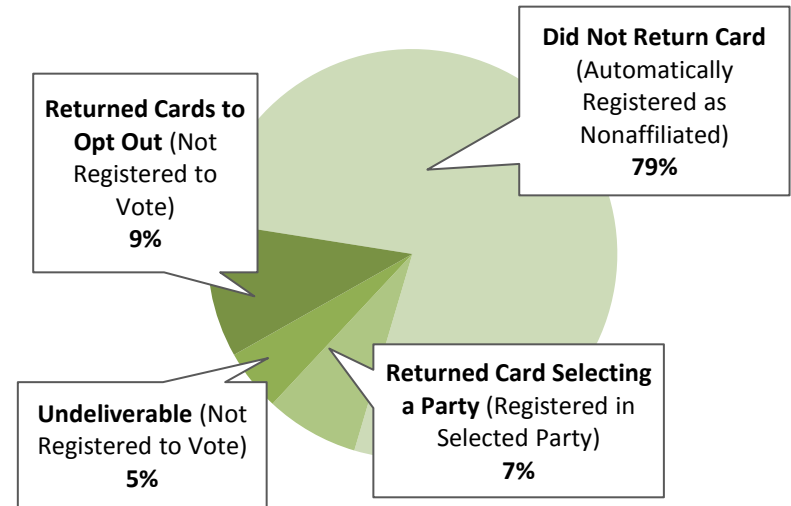 Did Not Return Card
(Automatically
Registered as
Nonaffiliated)
79%
Returned Cards to
Opt Out (Not
Registered to
Vote)
9%
Returned Card Selecting
a Party (Registered in
Selected Party)
7%
Undeliverable (Not
Registered to Vote)
5%